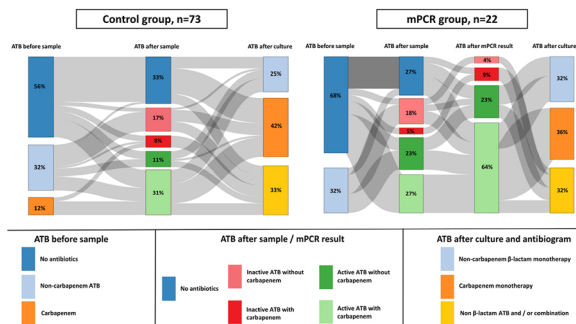 Control group, n=73
mPCR group, n=22
ATB before sample
ATB after sample
ATB after culture
ATB before sample
ATB after sample
ATB after mPCR result
ATB after culture
56%
32%
12%
33%
17%
8%
11%
31%
25%
42%
33%
68%
32%
27%
18%
5%
23%
27%
4%
23%
64%
32%
36%
32%
ATB before sample
No antibiotics
Non-carbapenem ATB
Carbapenem
ATB after sample / mPCR result
No antibiotics
Inactive ATB without
carbapenem
Inactive ATB with
carbapenem
Active ATB without
carbapenem
Active ATB with
carbapenem
ATB after culture and antibiogram
Non-carbapenem β-lactam monotherapy
Carbapenem monotherapy
Non β-lactam ATB and / or combination